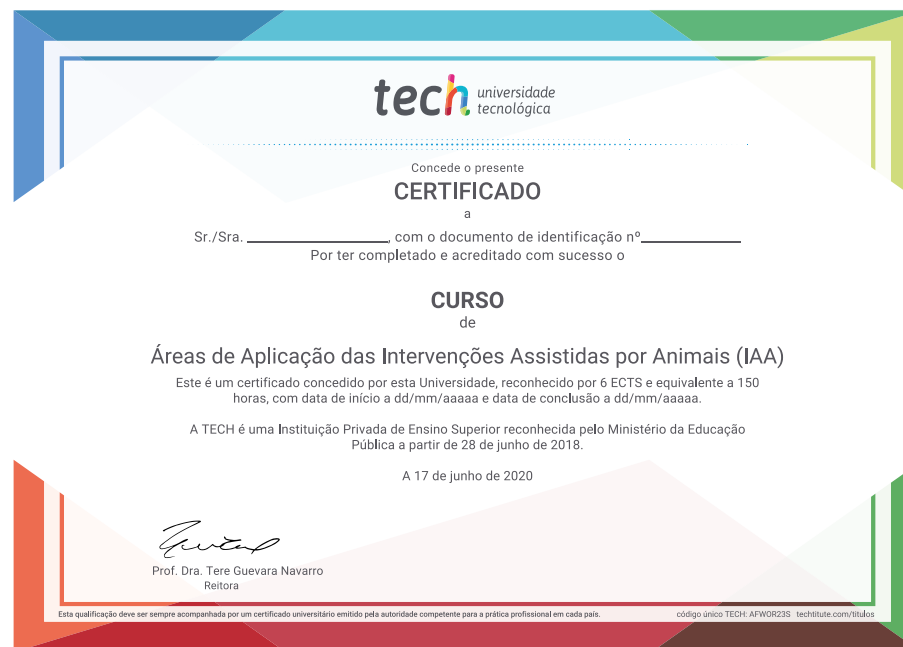 tech universidade
tecnológica
Concede o presente
CERTIFICADO
a
Sr./Sra. , com o documento de identificação nº
Por ter completado e acreditado com sucesso o
CURSO
de
Áreas de Aplicação das Intervenções Assistidas por Animais (IAA)
Este é um certificado concedido por esta Universidade, reconhecido por 6 ECTS e equivalente a 150
horas, com data de início a dd/mm/aaaaa e data de conclusão a dd/mm/aaaaa.
A TECH é uma Instituição Privada de Ensino Superior reconhecida pelo Ministério da Educação
Pública a partir de 28 de junho de 2018.
A 17 de junho de 2020
Prof. Dra. Tere Guevara Navarro
Reitora
Esta qualificação deve ser sempre acompanhada por um certificado universitário emitido pela autoridade competente para a prática profissional em cada país. código único TECH: AFWOR23S techtitute.com/titulos